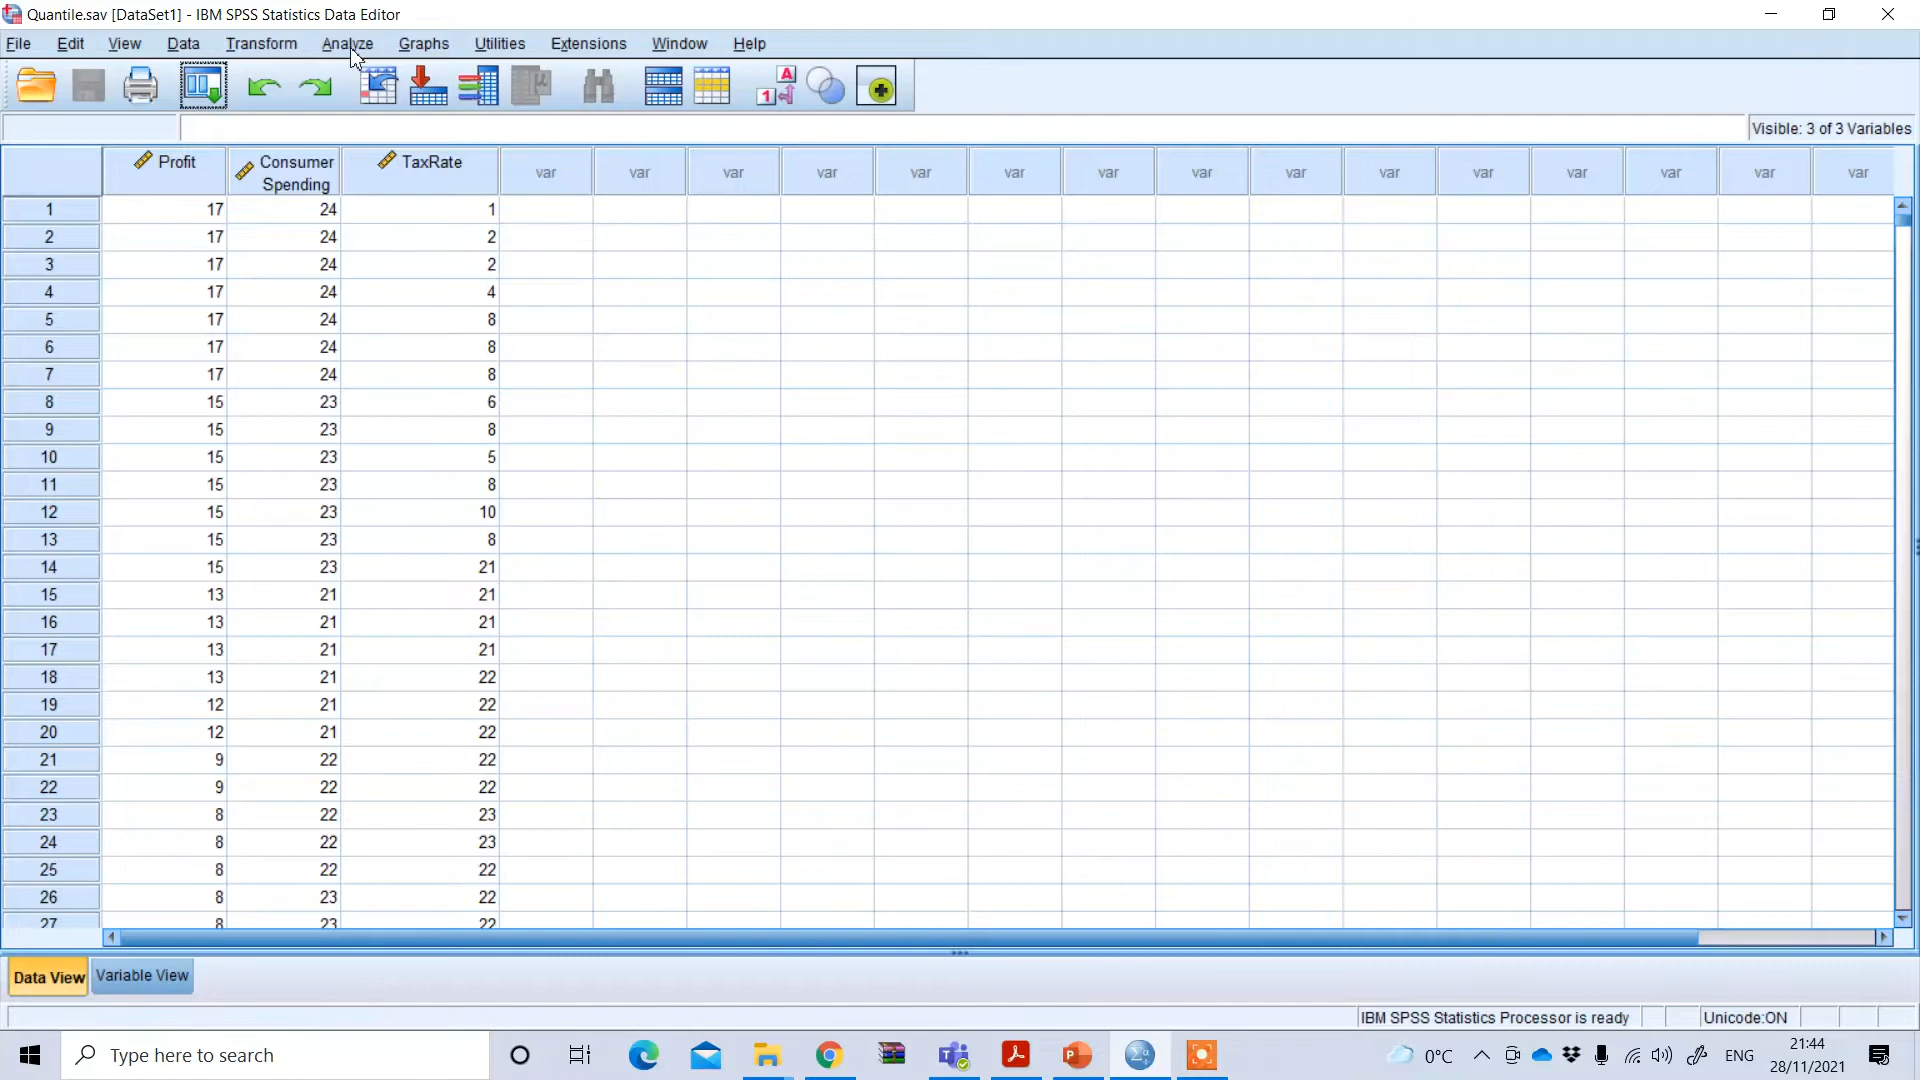 Quantile.sav [DataSet1] - IBM SPSS Statistics Data Editor
File Edit View Data Transform Analyze Graphs Utilities Extensions Window Help
A
1
Visible: 3 of 3 Variables
Profit Consumer Spending TaxRate var var var var var var var var var var var var var var var
1 17 24 1
2 17 24 2
3 17 24 2
4 17 24 4
5 17 24 8
6 17 24 8
7 17 24 8
8 15 23 6
9 15 23 8
10 15 23 5
11 15 23 8
12 15 23 10
13 15 23 8
14 15 23 21
15 13 21 21
16 13 21 21
17 13 21 21
18 13 21 22
19 12 21 22
20 12 21 22
21 9 22 22
22 9 22 22
23 8 22 23
24 8 22 23
25 8 22 22
26 8 23 22
27 8 23 22
Data View Variable View
IBM SPSS Statistics Processor is ready Unicode:ON
Type here to search 0°C ENG 21:44
28/11/2021